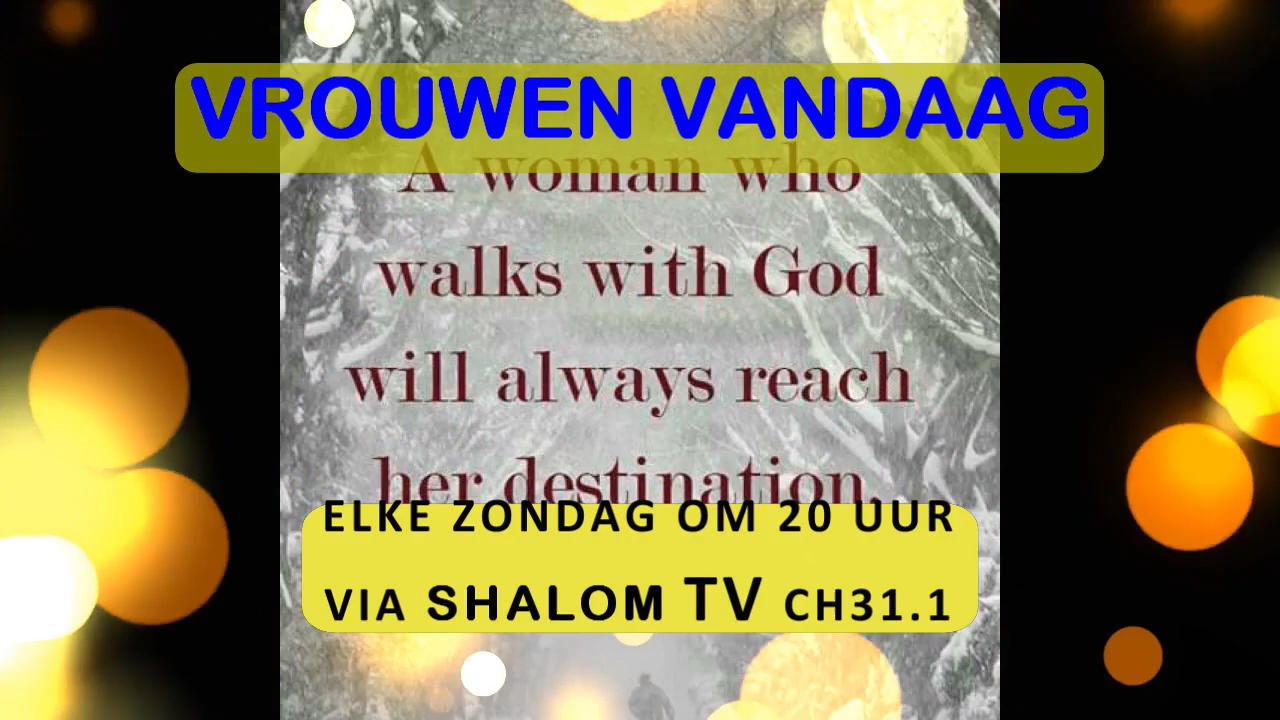 VROUWEN VANDAAG
A woman who
walks with God
will always reach
her destination.
ELKE ZONDAG OM 20 UUR
VIA SHALOM TV CH31.1